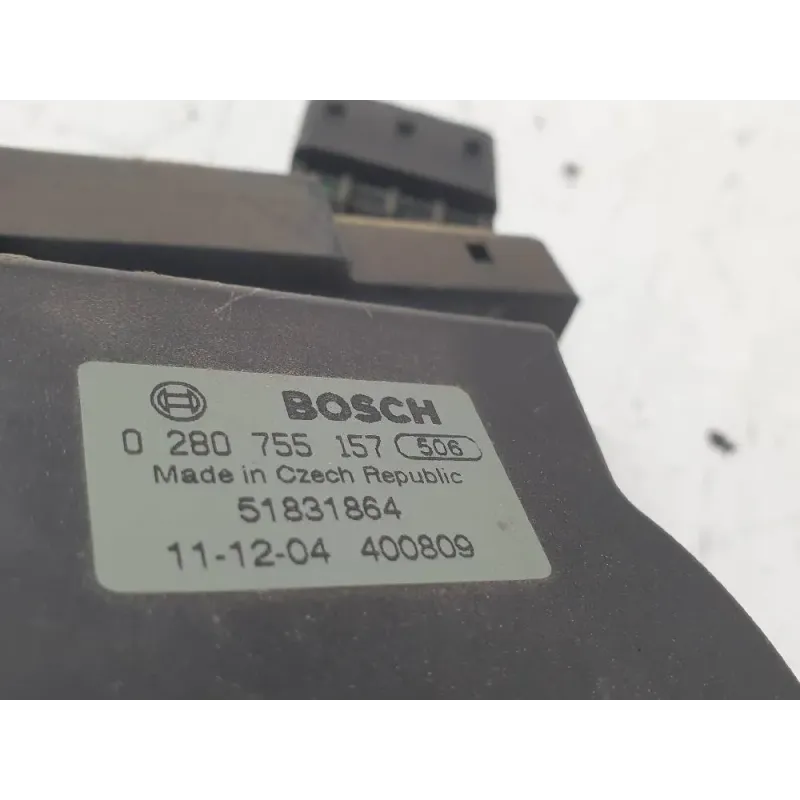 BOSCH
0 280 755 157 506
Made in Czech Republic
51831864
11-12-04 400809